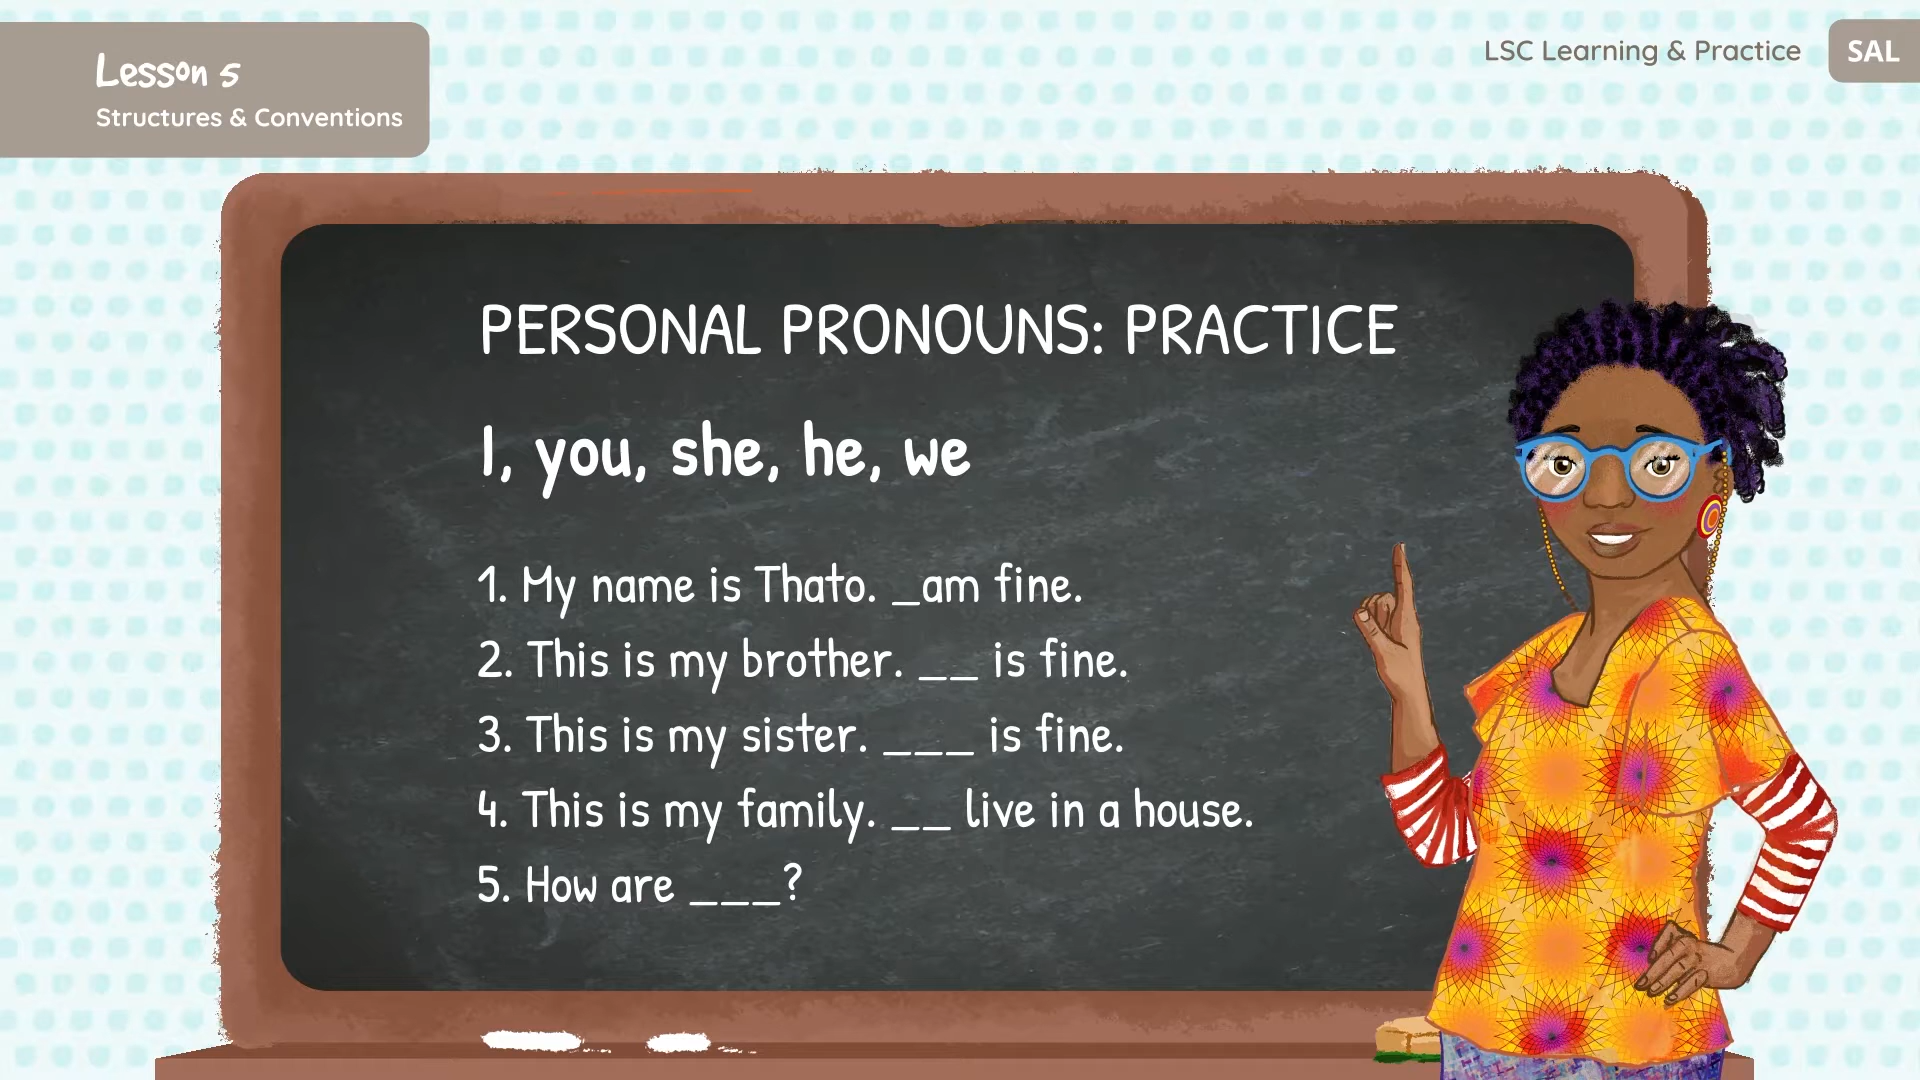 Lesson 5
Structures & Conventions
LSC Learning & Practice
SAL
PERSONAL PRONOUNS: PRACTICE
I, you, she, he, we
1. My name is Thato. _am fine.
2. This is my brother. __ is fine.
3. This is my sister. ___ is fine.
4. This is my family. __ live in a house.
5. How are ___?